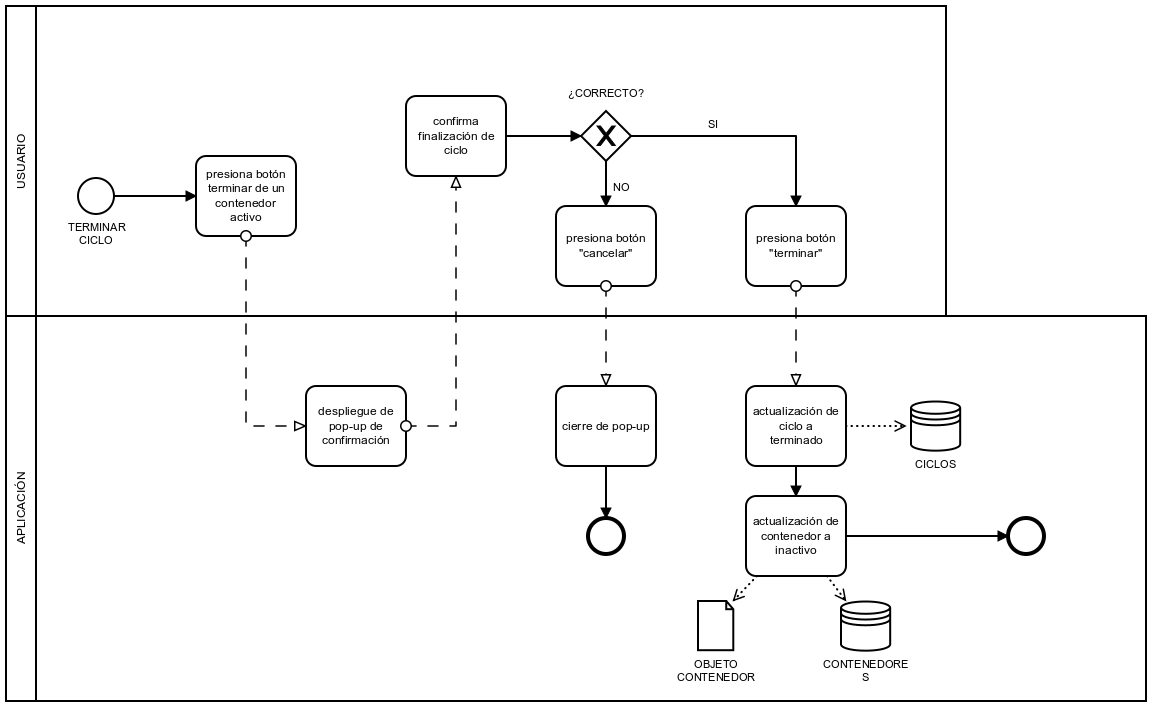 USUARIO
TERMINAR
CICLO
presiona botón
terminar de un
contenedor
activo
confirma
finalización de
ciclo
¿CORRECTO?
SI
NO
presiona botón
"cancelar"
presiona botón
"terminar"
APLICACIÓN
despliegue de
pop-up de
confirmación
cierre de pop-up
actualización de
ciclo a
terminado
CICLOS
actualización de
contenedor a
inactivo
OBJETO
CONTENEDOR
CONTENEDORE
S